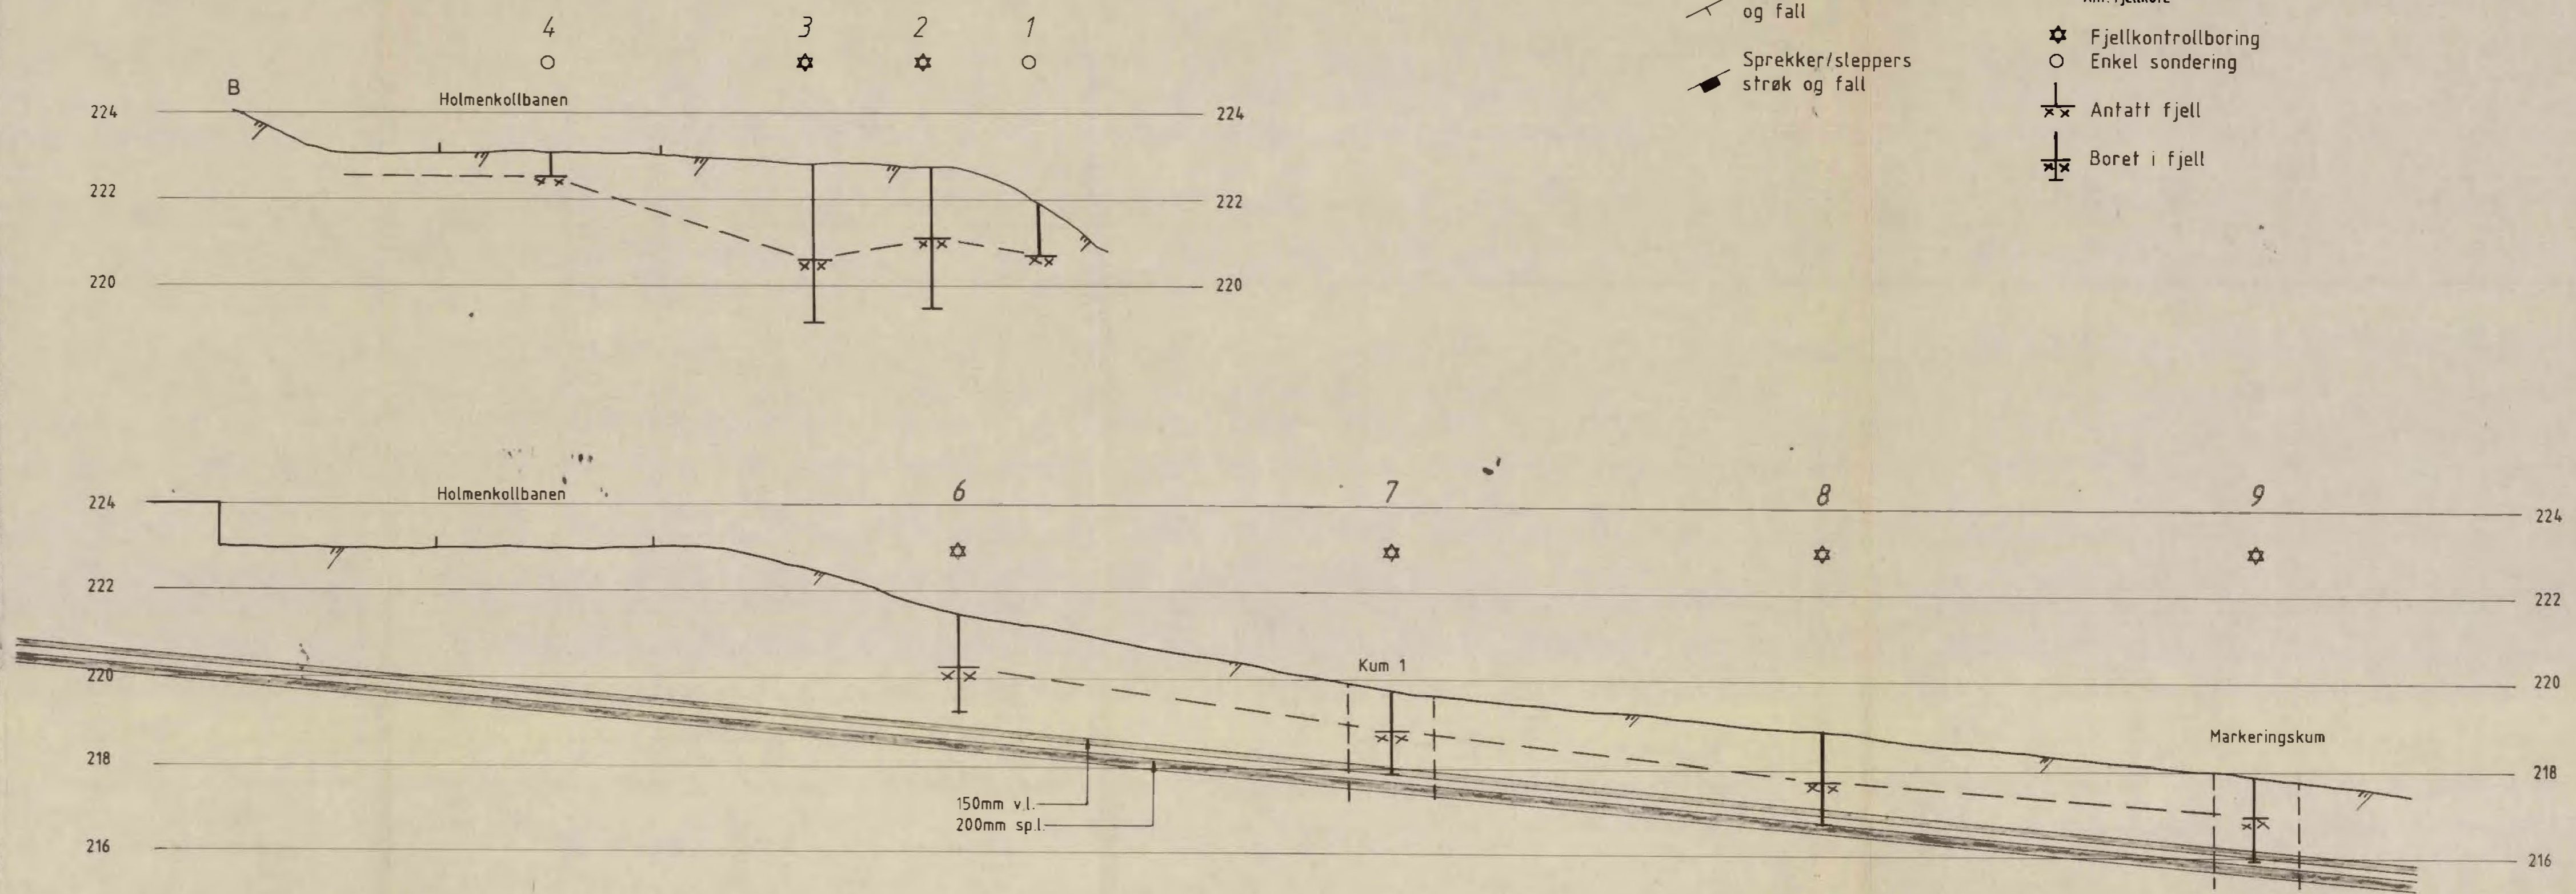 4 3 2 1
B
Holmenkollbanen
224 224
222 222
220 220
og fall
Sprekker/sleppers
strøk og fall
Fjellkontrollboring
Enkel sondering
Antatt fjell
Boret i fjell
Holmenkollbanen
6 7 8 9
224 224
222 222
220 220
Kum 1
Markeringskum
218 218
150mm v.l.
200mm sp.l.
216 216